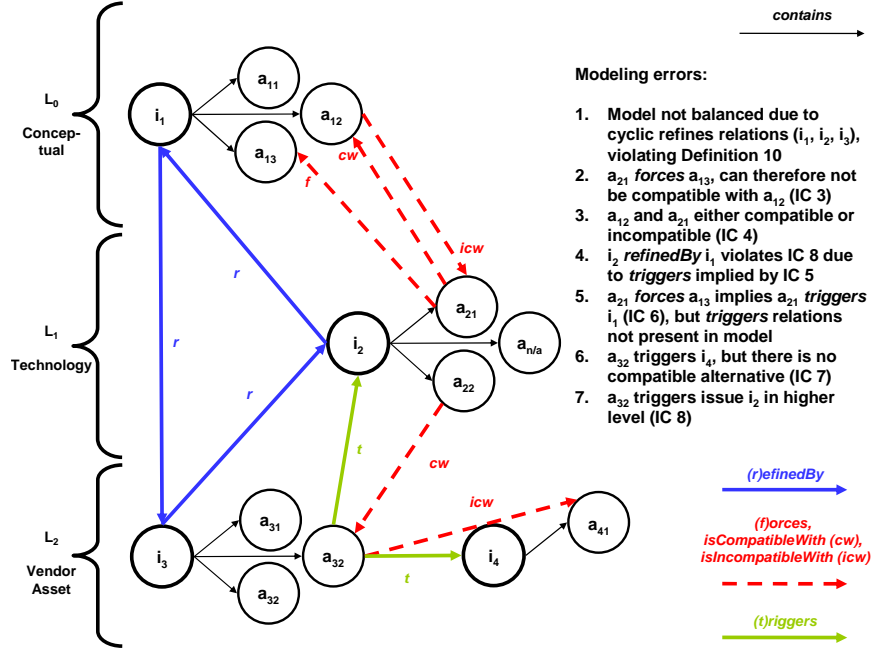 contains
L0
Concep-
tual
i1
a11
a12
a13
cw
f
icw
Modeling errors:
1. Model not balanced due to
cyclic refines relations (i1, i2, i3),
violating Definition 10
2. a21 forces a13, can therefore not
be compatible with a12 (IC 3)
3. a12 and a21 either compatible or
incompatible (IC 4)
4. i2 refinedBy i1 violates IC 8 due
to triggers implied by IC 5
5. a21 forces a13 implies a21 triggers
i1 (IC 6), but triggers relations
not present in model
6. a32 triggers i4, but there is no
compatible alternative (IC 7)
7. a32 triggers issue i2 in higher
level (IC 8)
L1
Technology
r
r
r
i2
a21
an/a
a22
t
cw
L2
Vendor
Asset
i3
a31
a32
a32
icw
t
i4
a41
(r)efinedBy
(f)orces,
isCompatibleWith (cw),
isIncompatibleWith (icw)
(t)riggers